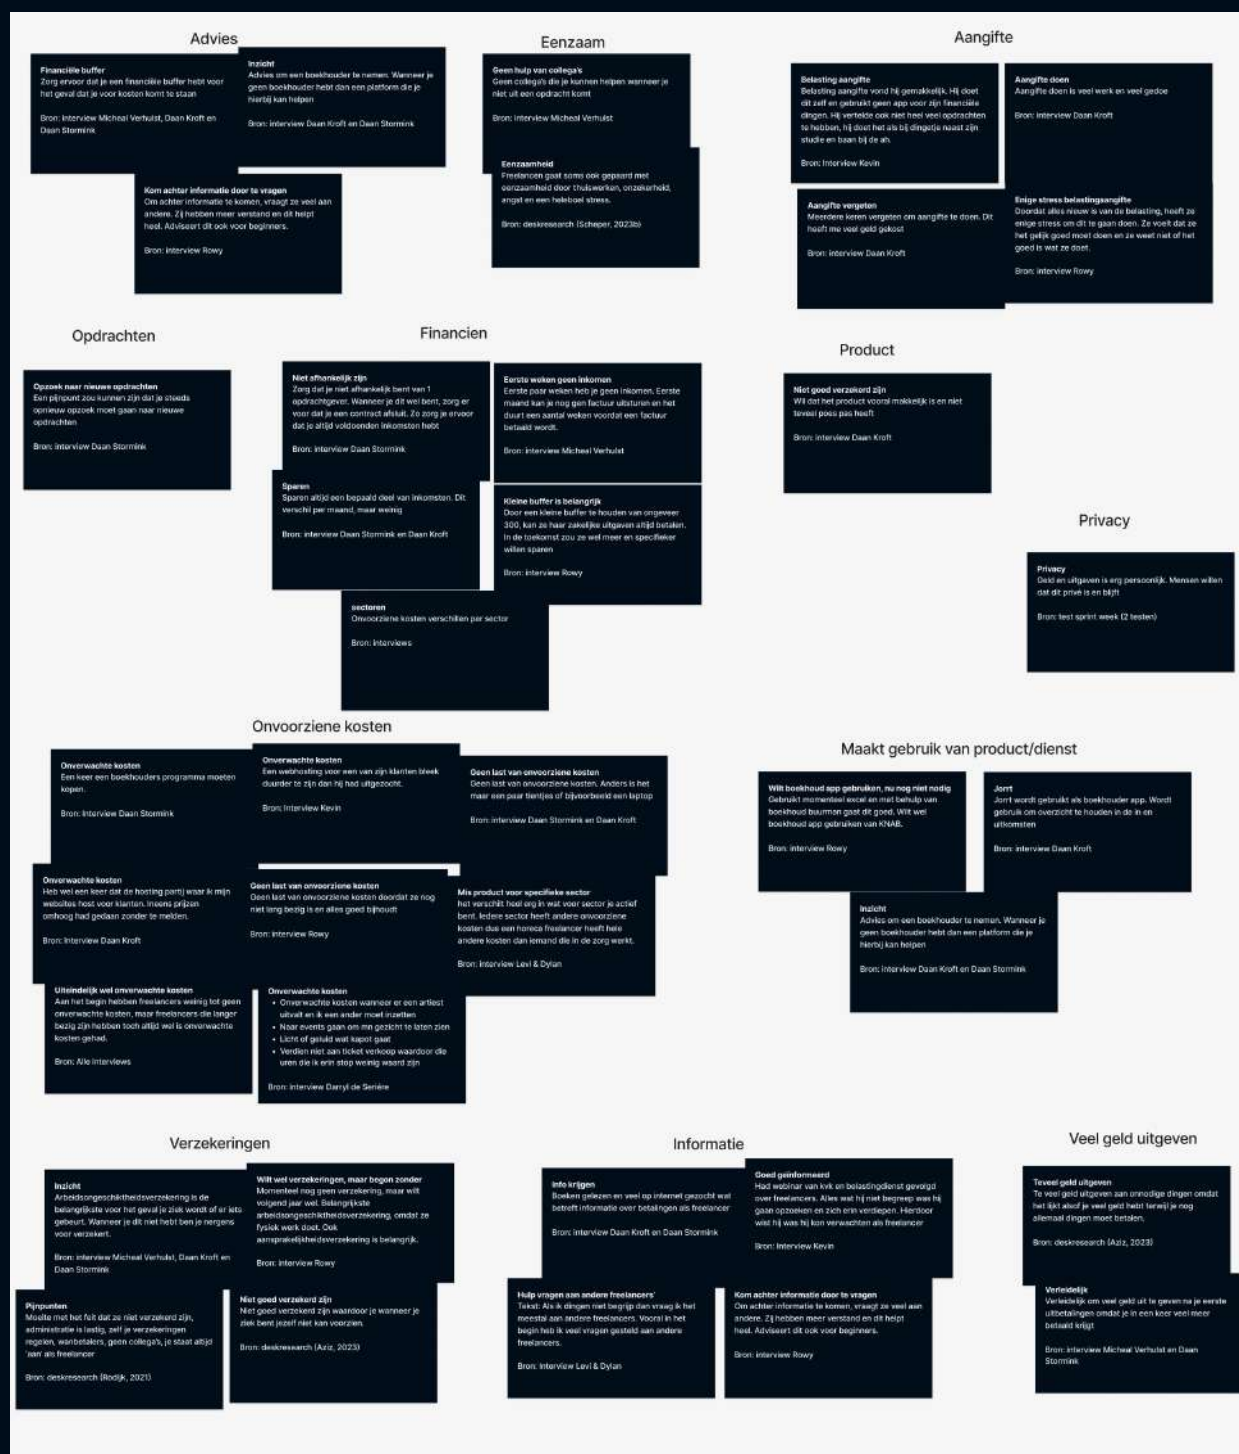 Advies
Financiële buffer
Zorg ervoor dat je een financiële buffer hebt voor
het geval dat je voor kosten komt te staan
Bron: interview Micheal Verhulst, Daan Kroft en
Daan Stormink
Inzicht
Advies om een boekhouder te nemen. Wanneer je
geen boekhouder hebt dan een platform die je
hierbij kan helpen
Bron: interview Daan Kroft en Daan Stormink
Kom achter informatie door te vragen
Om achter informatie te komen, vraagt ze veel aan
andere. Zij hebben meer verstand en dit helpt
heel. Adviseert dit ook voor beginners.
Bron: interview Rowy
Eenzaam
Geen hulp van collega's
Geen collega's die je kunnen helpen wanneer je
niet uit een opdracht komt
Bron: interview Micheal Verhulst
Eenzaamheid
Freelancen gaat soms ook gepaard met
eenzaamheid door thuiswerken, onzekerheid,
angst en een heleboel stress.
Bron: deskresearch (Scheper, 2023b)
Aangifte
Belasting aangifte
Belasting aangifte vond hij gemakkelijk. Hij doet
dit zelf en gebruikt geen app voor zijn financiële
dingen. Hij vertelde ook niet heel veel opdrachten
te hebben, hij doet het als bij dingetje naast zijn
studie en baan bij de ah.
Bron: Interview Kevin
Aangifte doen
Aangifte doen is veel werk en veel gedoe
Bron: interview Daan Kroft
Aangifte vergeten
Meerdere keren vergeten om aangifte te doen. Dit
heeft me veel geld gekost
Bron: interview Daan Kroft
Enige stress belastingsangifte
Doordat alles nieuw is van de belasting, heeft ze
enige stress om dit te gaan doen. Ze voelt dat ze
het gelijk goed moet doen en ze weet niet of het
goed is wat ze doet.
Bron: interview Rowy
Opdrachten
Opzoek naar nieuwe opdrachten
Een pijnpunt zou kunnen zijn dat je steeds
opnieuw opzoek moet gaan naar nieuwe
opdrachten
Bron: interview Daan Stormink
Financien
Niet afhankelijk zijn
Zorg dat je niet afhankelijk bent van 1
opdrachtgever. Wanneer je dit wel bent, zorg er
voor dat je een contract afsluit. Zo zorg je ervoor
dat je altijd voldoenden inkomsten hebt
Bron: interview Daan Stormink
Eerste weken geen inkomen
Eerste paar weken heb je geen inkomen. Eerste
maand kan je nog gen factuur uitsturen en het
duurt een aantal weken voordat een factuur
betaald wordt.
Bron: interview Micheal Verhulst
Sparen
Sparen altijd een bepaald deel van inkomsten. Dit
verschil per maand, maar weinig
Bron: interview Daan Stormink en Daan Kroft
Kleine buffer is belangrijk
Door een kleine buffer te houden van ongeveer
300, kan ze haar zakelijke uitgaven altijd betalen.
In de toekomst zou ze wel meer en specifieker
willen sparen
Bron: interview Rowy
sectoren
Onvoorziene kosten verschillen per sector
Bron: interviews
Product
Niet goed verzekerd zijn
Wil dat het product vooral makkelijk is en niet
teveel poes pas heeft
Bron: interview Daan Kroft
Privacy
Privacy
Geld en uitgaven is erg persoonlijk. Mensen willen
dat dit privé is en blijft
Bron: test sprint week (2 testen)
Onvoorziene kosten
Onverwachte kosten
Een keer een boekhouders programma moeten
kopen.
Bron: Interview Daan Stormink
Onverwachte kosten
Een webhosting voor een van zijn klanten bleek
duurder te zijn dan hij had uitgezocht.
Bron: Interview Kevin
Geen last van onvoorziene kosten
Geen last van onvoorziene kosten. Anders is het
maar een paar tientjes of bijvoorbeeld een laptop
Bron: interview Daan Stormink en Daan Kroft
Onverwachte kosten
Heb wel een keer dat de hosting partij waar ik mijn
websites host voor klanten. Ineens prijzen
omhoog had gedaan zonder te melden.
Bron: Interview Daan Kroft
Geen last van onvoorziene kosten
Geen last van onvoorziene kosten doordat ze nog
niet lang bezig is en alles goed bijhoudt
Bron: interview Rowy
Mis product voor specifieke sector
het verschilt heel erg in wat voor sector je actief
bent. Iedere sector heeft andere onvoorziene
kosten dus een horeca freelancer heeft hele
andere kosten dan iemand die in de zorg werkt.
Bron: interview Levi & Dylan
Uiteindelijk wel onverwachte kosten
Aan het begin hebben freelancers weinig tot geen
onverwachte kosten, maar freelancers die langer
bezig zijn hebben toch altijd wel is onverwachte
kosten gehad.
Bron: Alle interviews
Onverwachte kosten
• Onverwachte kosten wanneer er een artiest
uitvalt en ik een ander moet inzetten
• Naar events gaan om mn gezicht te laten zien
• Licht of geluid wat kapot gaat
• Verdien niet aan ticket verkoop waardoor die
uren die ik erin stop weinig waard zijn
Bron: interview Darryl de Serière
Maakt gebruik van product/dienst
Wilt boekhoud app gebruiken, nu nog niet nodig
Gebruikt momenteel excel en met behulp van
boekhoud buurman gaat dit goed. Wilt wel
boekhoud app gebruiken van KNAB.
Bron: interview Rowy
Jorrt
Jorrt wordt gebruikt als boekhouder app. Wordt
gebruik om overzicht te houden in de in en
uitkomsten
Bron: interview Daan Kroft
Inzicht
Advies om een boekhouder te nemen. Wanneer je
geen boekhouder hebt dan een platform die je
hierbij kan helpen
Bron: interview Daan Kroft en Daan Stormink
Verzekeringen
Inzicht
Arbeidsongeschiktheidsverzekering is de
belangrijkste voor het geval je ziek wordt of er iets
gebeurt. Wanneer je dit niet hebt ben je nergens
voor verzekert.
Bron: interview Micheal Verhulst, Daan Kroft en
Daan Stormink
Wilt wel verzekeringen, maar begon zonder
Momenteel nog geen verzekering, maar wilt
volgend jaar wel. Belangrijkste
arbeidsongeschiktheidsverzekering, omdat ze
fysiek werk doet. Ook
aansprakelijkheidsverzekering is belangrijk.
Bron: interview Rowy
Pijnpunten
Moeite met het feit dat ze niet verzekerd zijn,
administratie is lastig, zelf je verzekeringen
regelen, wanbetalers, geen collega's, je staat altijd
'aan' als freelancer
Bron: deskresearch (Rodijk, 2021)
Niet goed verzekerd zijn
Niet goed verzekerd zijn waardoor je wanneer je
ziek bent jezelf niet kan voorzien.
Bron: deskresearch (Aziz, 2023)
Informatie
Info krijgen
Boeken gelezen en veel op internet gezocht wat
betreft informatie over betalingen als freelancer
Bron: interview Daan Kroft en Daan Stormink
Goed geinformeerd
Had webinar van kvk en belastingdienst gevolgd
over freelancers. Alles wat hij niet begreep was hij
gaan opzoeken en zich erin verdiepen. Hierdoor
wist hij was hij kon verwachten als freelancer
Bron: Interview Kevin
Hulp vragen aan andere freelancers'
Tekst: Als ik dingen niet begrijp dan vraag ik het
meestal aan andere freelancers. Vooral in het
begin heb ik veel vragen gesteld aan andere
freelancers.
Bron: Interview Levi & Dylan
Kom achter informatie door te vragen
Om achter informatie te komen, vraagt ze veel aan
andere. Zij hebben meer verstand en dit helpt
heel. Adviseert dit ook voor beginners.
Bron: interview Rowy
Veel geld uitgeven
Teveel geld uitgeven
Te veel geld uitgeven aan onnodige dingen omdat
het lijkt alsof je veel geld hebt terwijl je nog
allemaal dingen moet betalen.
Bron: deskresearch (Aziz, 2023)
Verleidelijk
Verleidelijk om veel geld uit te geven na je eerste
uitbetalingen omdat je in een keer veel meer
betaald krijgt
Bron: interview Micheal Verhulst en Daan
Stormink